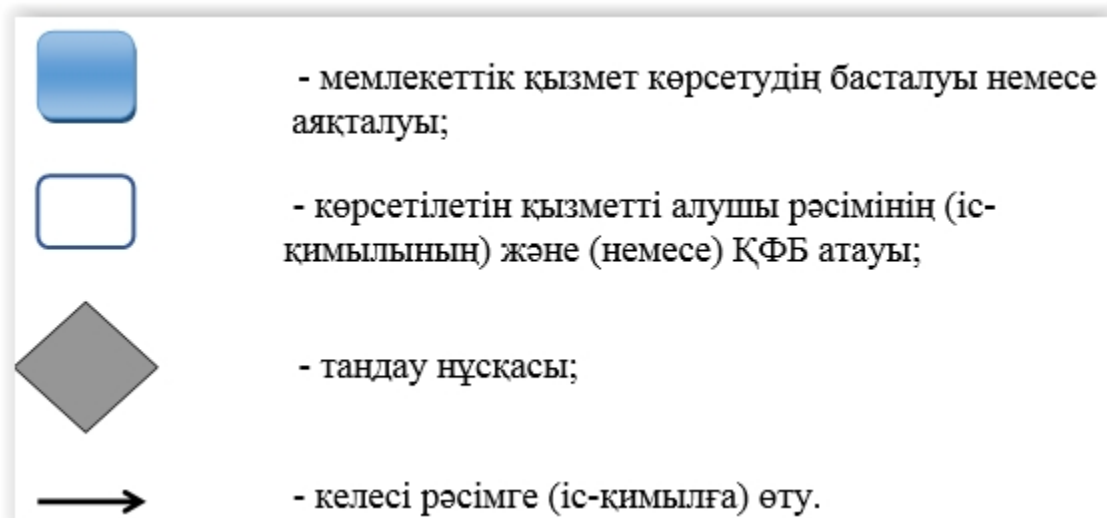 - мемлекеттік қызмет көрсетудің басталуы немесе
аяқталуы;
- көрсетілетін қызметті алушы рәсімінің (іс-
қимылының) және (немесе) ҚФБ атауы;
- таңдау нұсқасы;
- келесі рәсімге (іс-қимылға) өту.